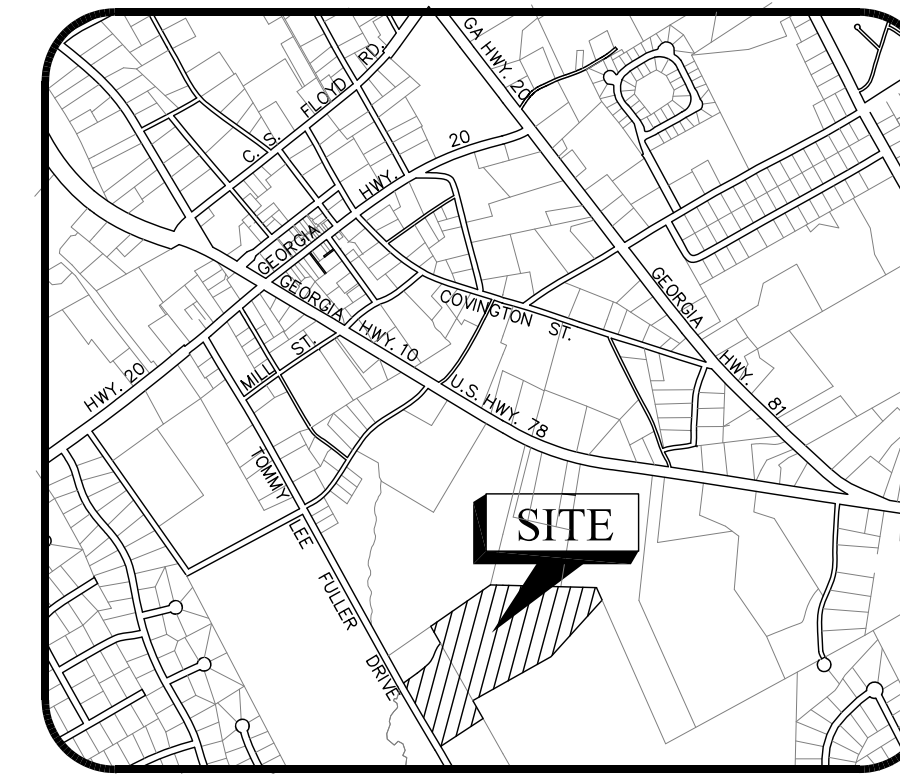 GA HWY. 20
C. S. FLOYD RD.
HWY. 20
GEORGIA
GEORGIA HWY. 10
COVINGTON ST.
GEORGIA HWY. 81
MILL ST.
HWY. 20
U.S. HWY. 78
TOMMY LEE FULLER DRIVE
SITE